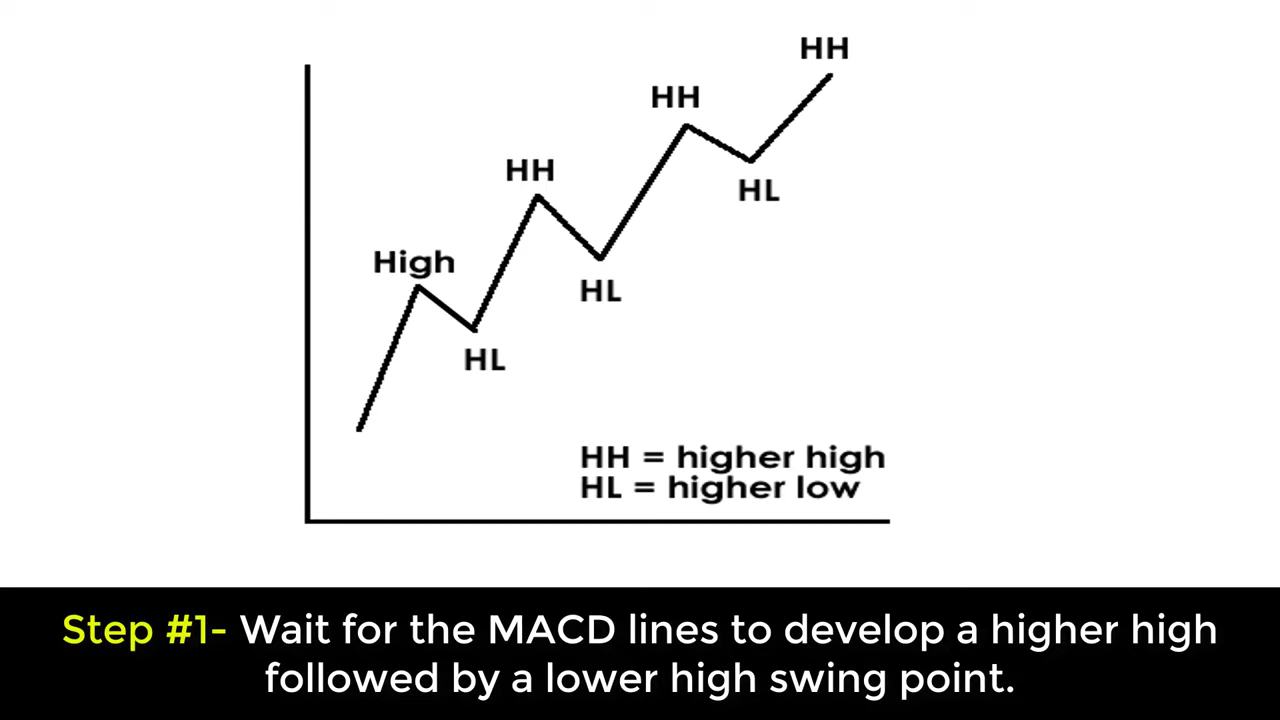 HH
HH
HH
HL
High
HL
HL
HH = higher high
HL = higher low
Step #1- Wait for the MACD lines to develop a higher high
followed by a lower high swing point.